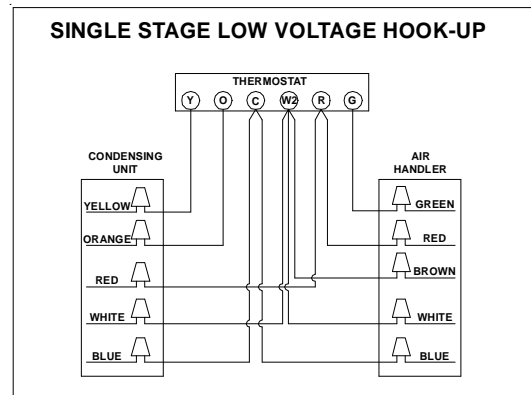 SINGLE STAGE LOW VOLTAGE HOOK-UP
THERMOSTAT
Y O C W2 R G
CONDENSING
UNIT
YELLOW
ORANGE
RED
WHITE
BLUE
AIR
HANDLER
GREEN
RED
BROWN
WHITE
BLUE